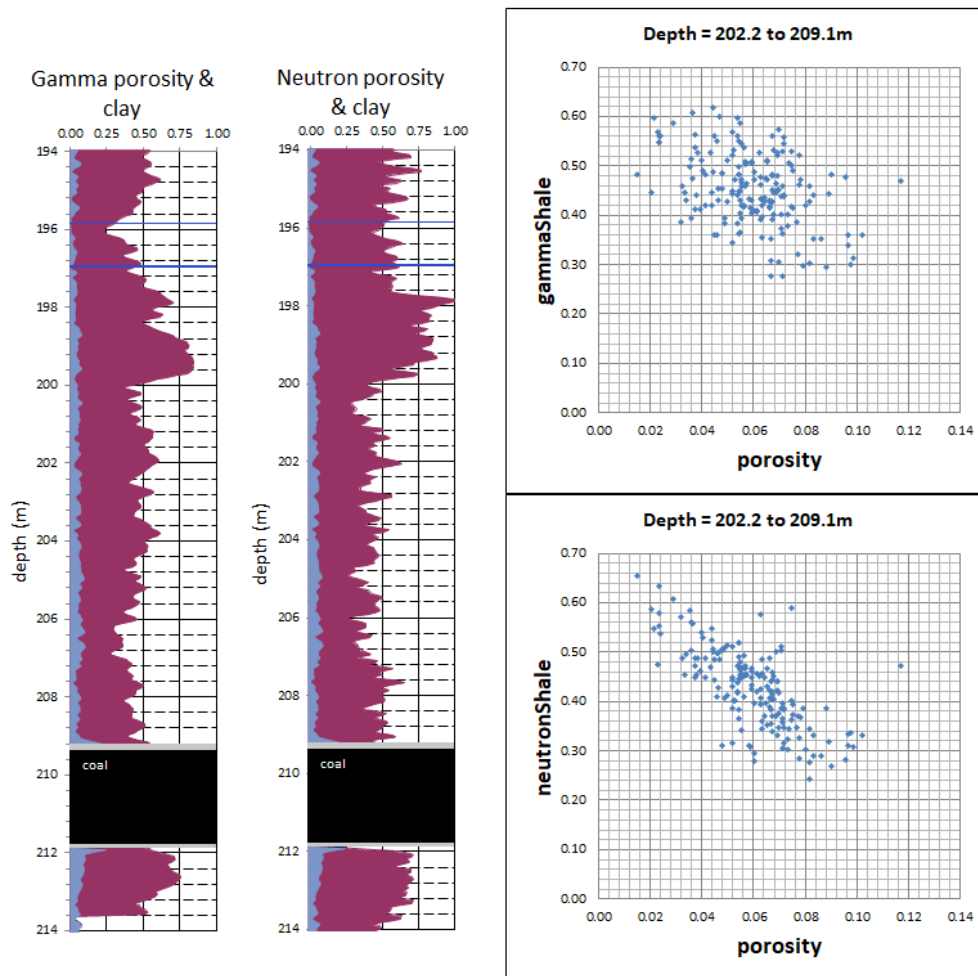 Gamma porosity &
clay
0.00 0.25 0.50 0.75 1.00
194
196
198
200
202
204
206
208
210
212
214
depth (m)
coal
Neutron porosity
& clay
0.00 0.25 0.50 0.75 1.00
194
196
198
200
202
204
206
208
210
212
214
depth (m)
coal
Depth = 202.2 to 209.1m
0.70
0.60
0.50
0.40
0.30
0.20
0.10
0.00
gammaShale
0.00 0.02 0.04 0.06 0.08 0.10 0.12 0.14
porosity
Depth = 202.2 to 209.1m
0.70
0.60
0.50
0.40
0.30
0.20
0.10
0.00
neutronShale
0.00 0.02 0.04 0.06 0.08 0.10 0.12 0.14
porosity